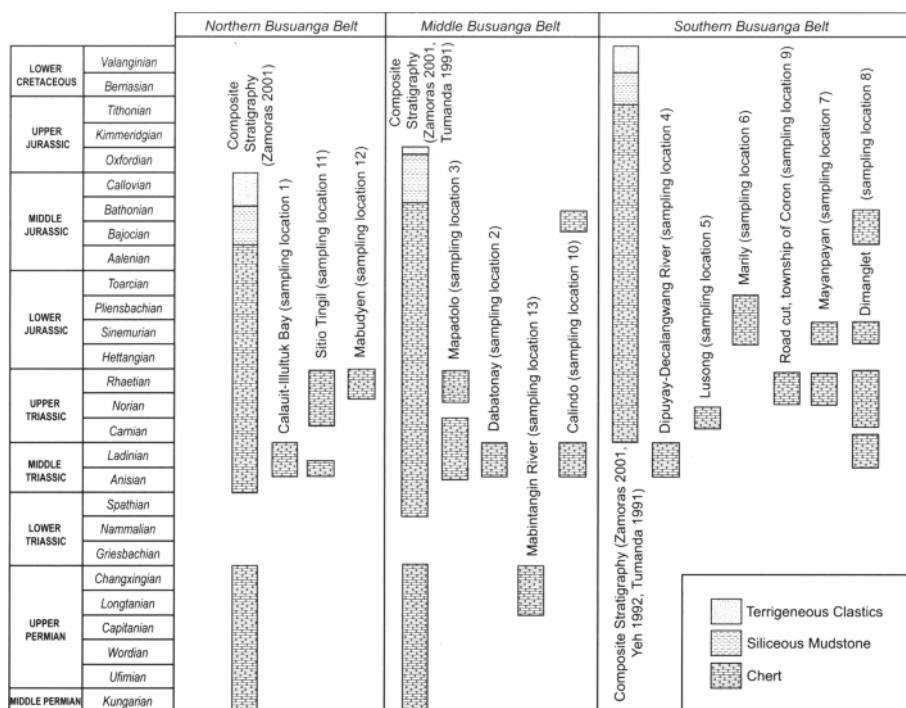 Northern Busuanga Belt
Middle Busuanga Belt
Southern Busuanga Belt
LOWER
CRETACEOUS
Valanginian
Berriasian
UPPER
JURASSIC
Tithonian
Kimmeridgian
Oxfordian
MIDDLE
JURASSIC
Callovian
Bathonian
Bajocian
Aalenian
LOWER
JURASSIC
Toarcian
Pliensbachian
Sinemurian
Hettangian
UPPER
TRIASSIC
Rhaetian
Norian
Carnian
MIDDLE
TRIASSIC
Ladinian
Anisian
LOWER
TRIASSIC
Spathian
Nammalian
Griesbachian
UPPER
PERMIAN
Changxingian
Longtanian
Capitanian
Wordian
Ufimian
MIDDLE PERMIAN
Kungarian
Composite
Stratigraphy
(Zamoras 2001)
Calauit-Illultuk Bay (sampling location 1)
Sitio Tingil (sampling location 11)
Mabudyen (sampling location 12)
Composite
Stratigraphy
(Zamoras 2001,
Tumanda 1991)
Mapadolo (sampling location 3)
Dabatonay (sampling location 2)
Mabintangin River (sampling location 13)
Calindo (sampling location 10)
Composite Stratigraphy (Zamoras 2001,
Yeh 1992, Tumanda 1991)
Dipuyay-Decalangwang River (sampling location 4)
Lusong (sampling location 5)
Marily (sampling location 6)
Road cut, township of Coron (sampling location 9)
Mayanpayan (sampling location 7)
Dimanglet (sampling location 8)
Terrigeneous Clastics
Siliceous Mudstone
Chert